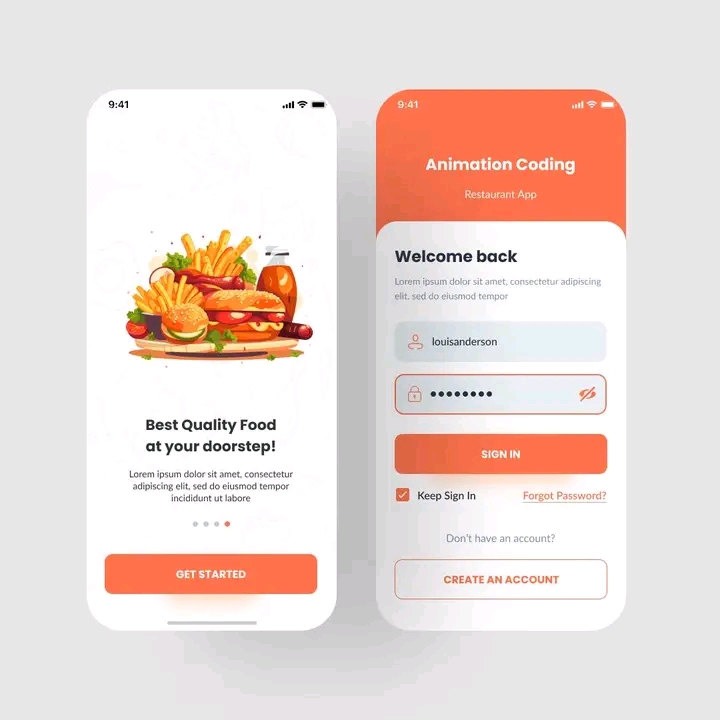 9:41
Best Quality Food
at your doorstep!
Lorem ipsum dolor sit amet, consectetur
adipiscing elit, sed do eiusmod tempor
incididunt ut labore
GET STARTED
9:41
Animation Coding
Restaurant App
Welcome back
Lorem ipsum dolor sit amet, consectetur adipiscing
elit, sed do eiusmod tempor
louisanderson
SIGN IN
Keep Sign In
Forgot Password?
Don't have an account?
CREATE AN ACCOUNT